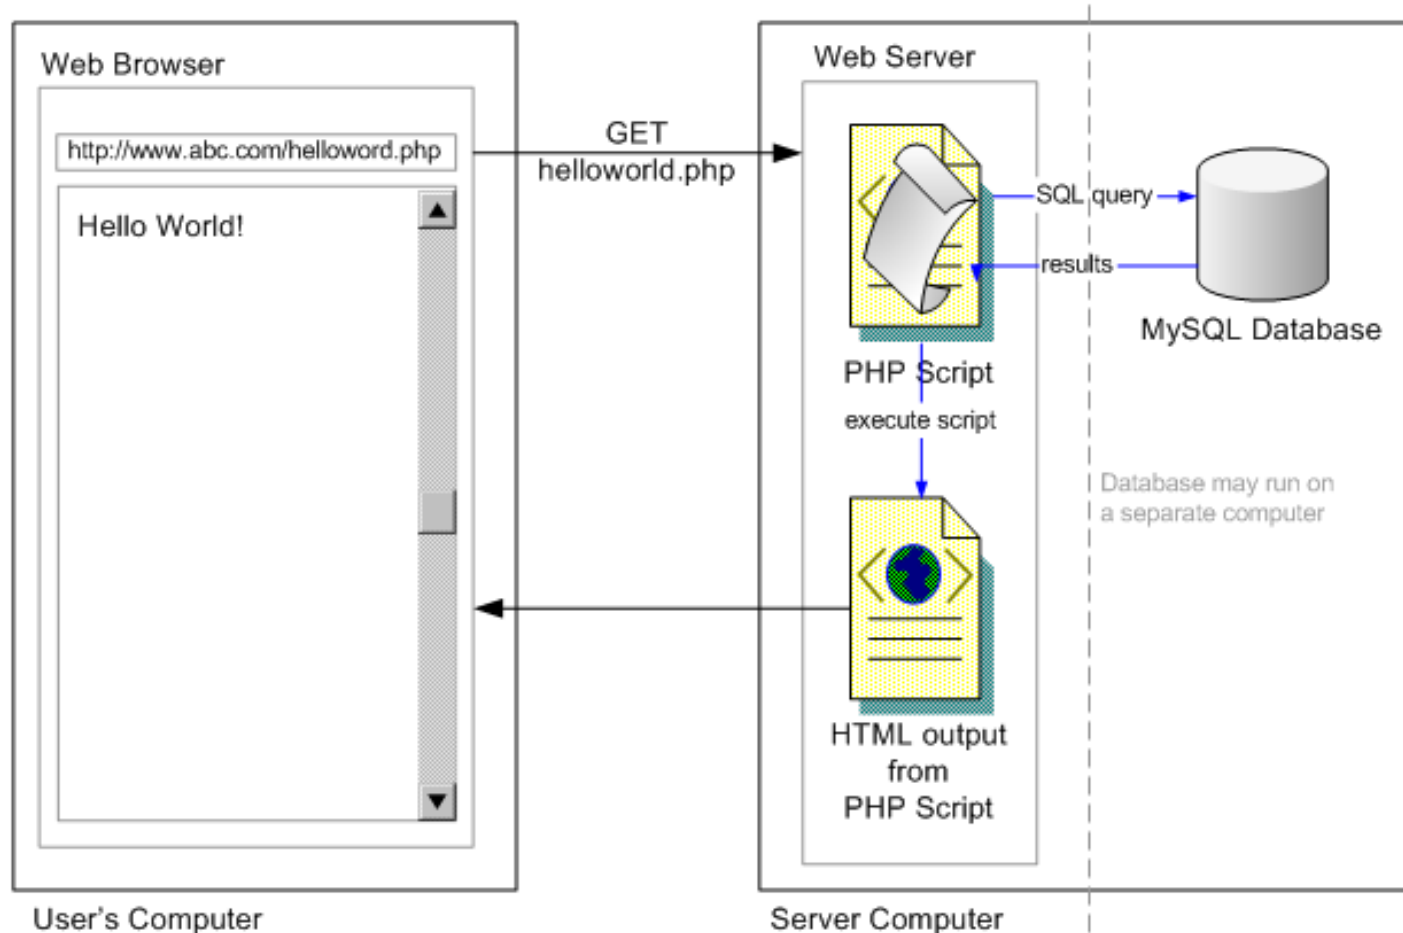 Web Browser
http://www.abc.com/helloword.php
Hello World!
GET
helloworld.php
Web Server
SQL query
results
MySQL Database
PHP Script
execute script
Database may run on
a separate computer
HTML output
from
PHP Script
User's Computer
Server Computer